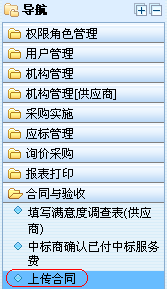 导航
权限角色管理
用户管理
机构管理
机构管理[供应商]
采购实施
应标管理
询价采购
报表打印
合同与验收
填写满意度调查表(供应
商)
中标商确认已付中标服务
费
上传合同